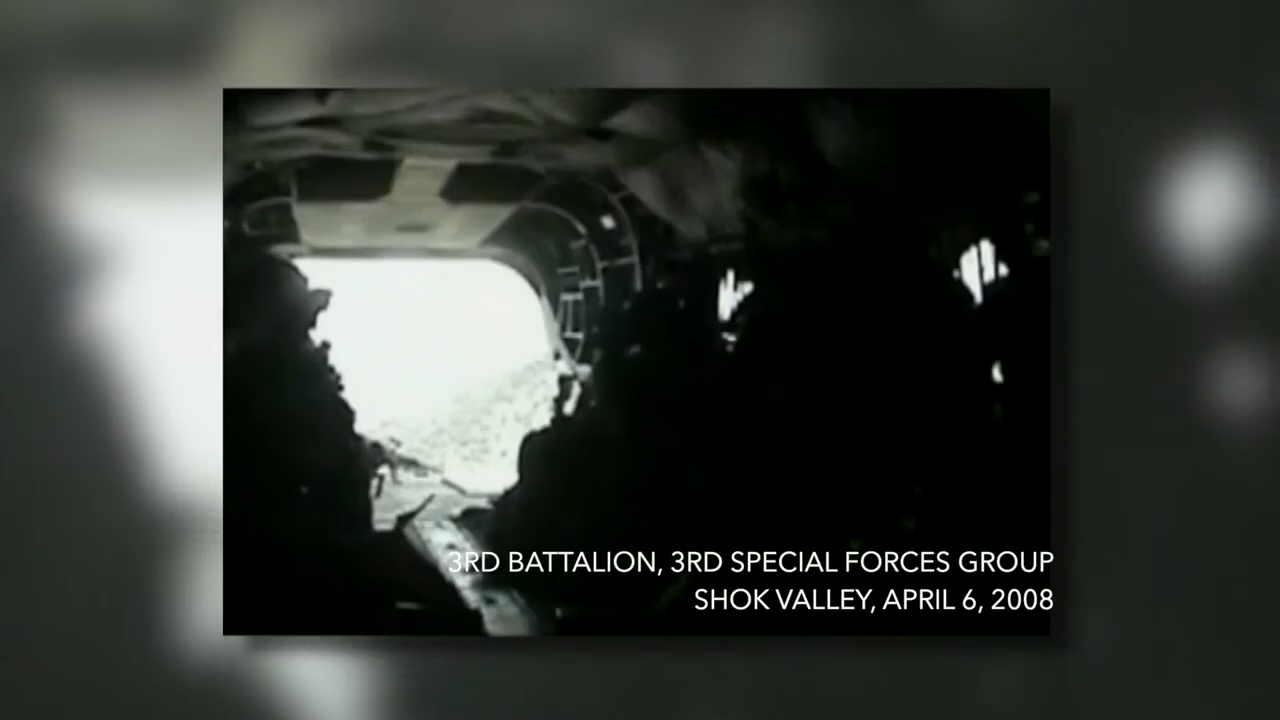 3RD BATTALION, 3RD SPECIAL FORCES GROUP
SHOK VALLEY, APRIL 6, 2008